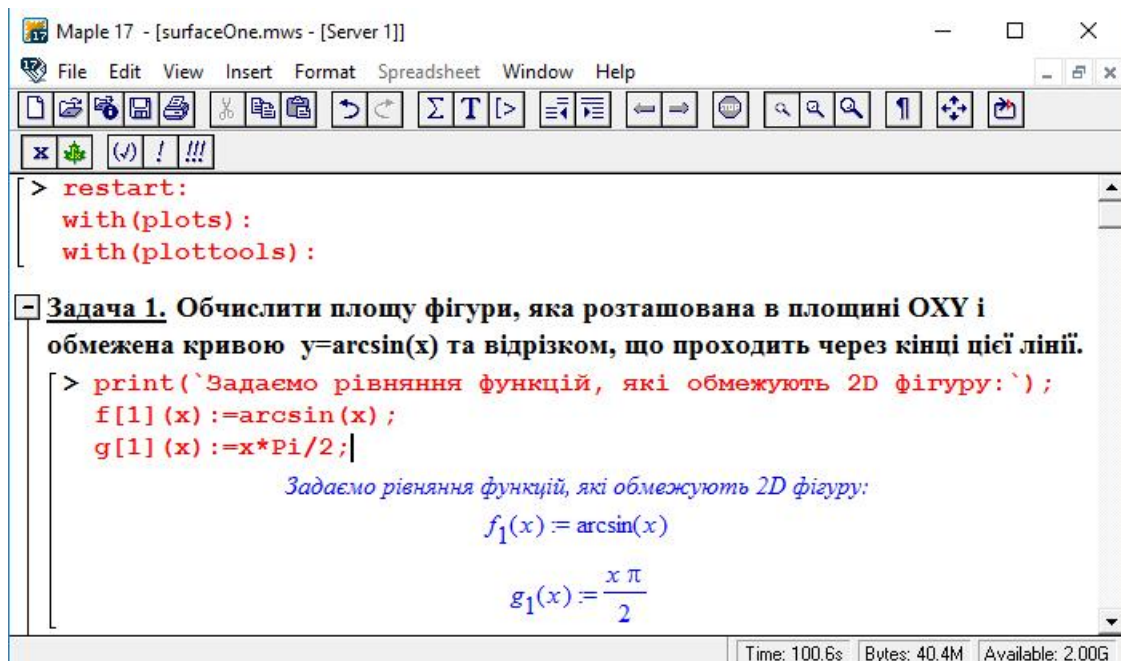 Maple 17 - [surfaceOne.mws - [Server 1]]
File Edit View Insert Format Spreadsheet Window Help
> restart:
with(plots):
with(plottools):
Задача 1. Обчислити площу фігури, яка розташована в площині OXY і
обмежена кривою y=arcsin(x) та відрізком, що проходить через кінці цієї лінії.
> print(`Задаємо рівняння функцій, які обмежують 2D фігуру:`);
f[1](x):=arcsin(x);
g[1](x):=x*Pi/2;
Задаємо рівняння функцій, які обмежують 2D фігуру:
f₁(x) := arcsin(x)
g₁(x) := x π / 2
Time: 100.6s Bytes: 40.4M Available: 2.00G